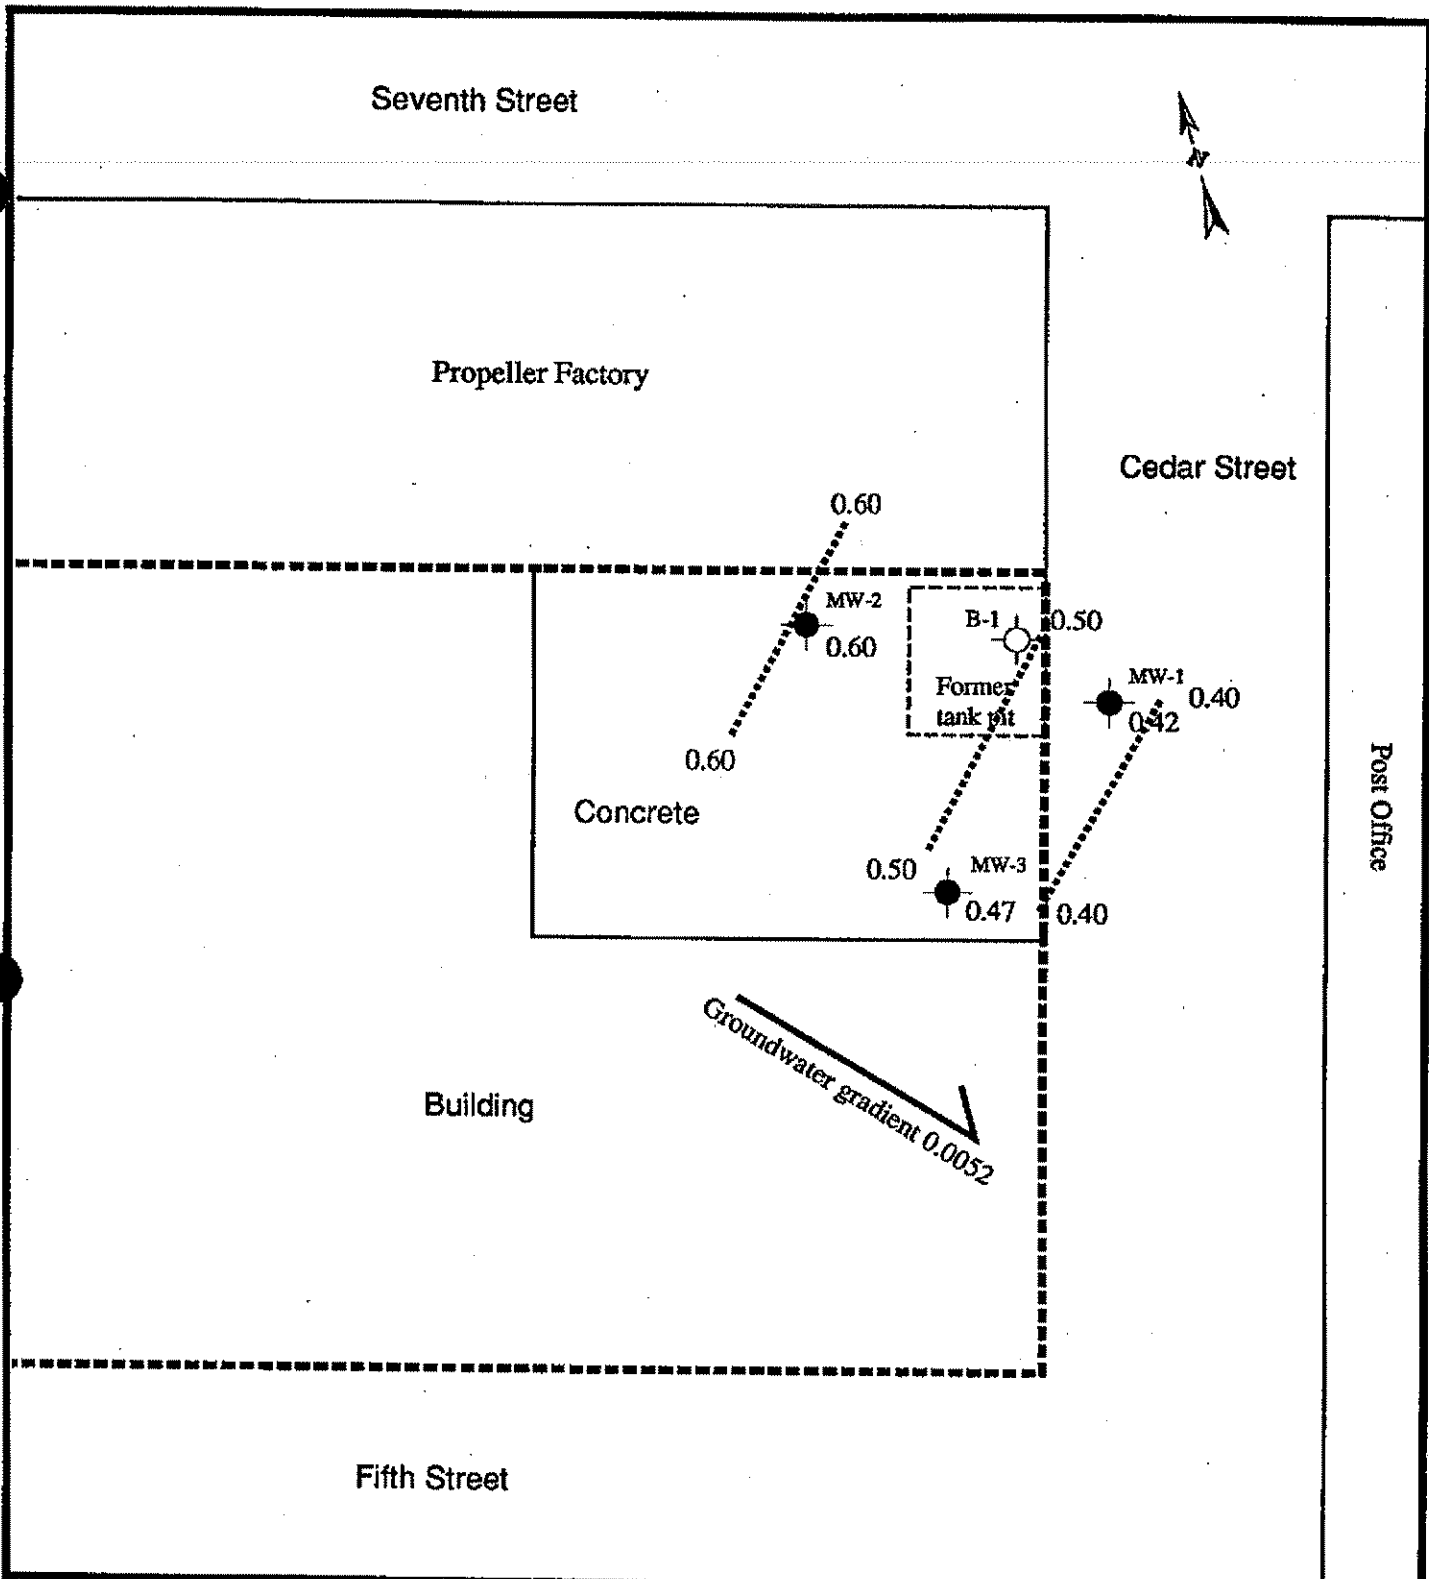 Seventh Street
N
Propeller Factory
Cedar Street
0.60
MW-2
0.60
B-1
0.50
Former
tank pit
MW-1
0.40
0.42
0.60
Concrete
Post Office
0.50
MW-3
0.47
0.40
Groundwater gradient 0.0052
Building
Fifth Street